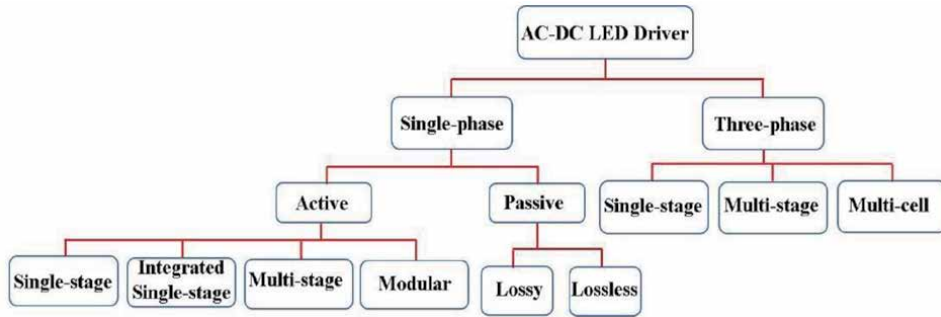 AC-DC LED Driver
Single-phase
Three-phase
Active
Passive
Single-stage
Multi-stage
Multi-cell
Single-stage
Integrated
Single-stage
Multi-stage
Modular
Lossy
Lossless